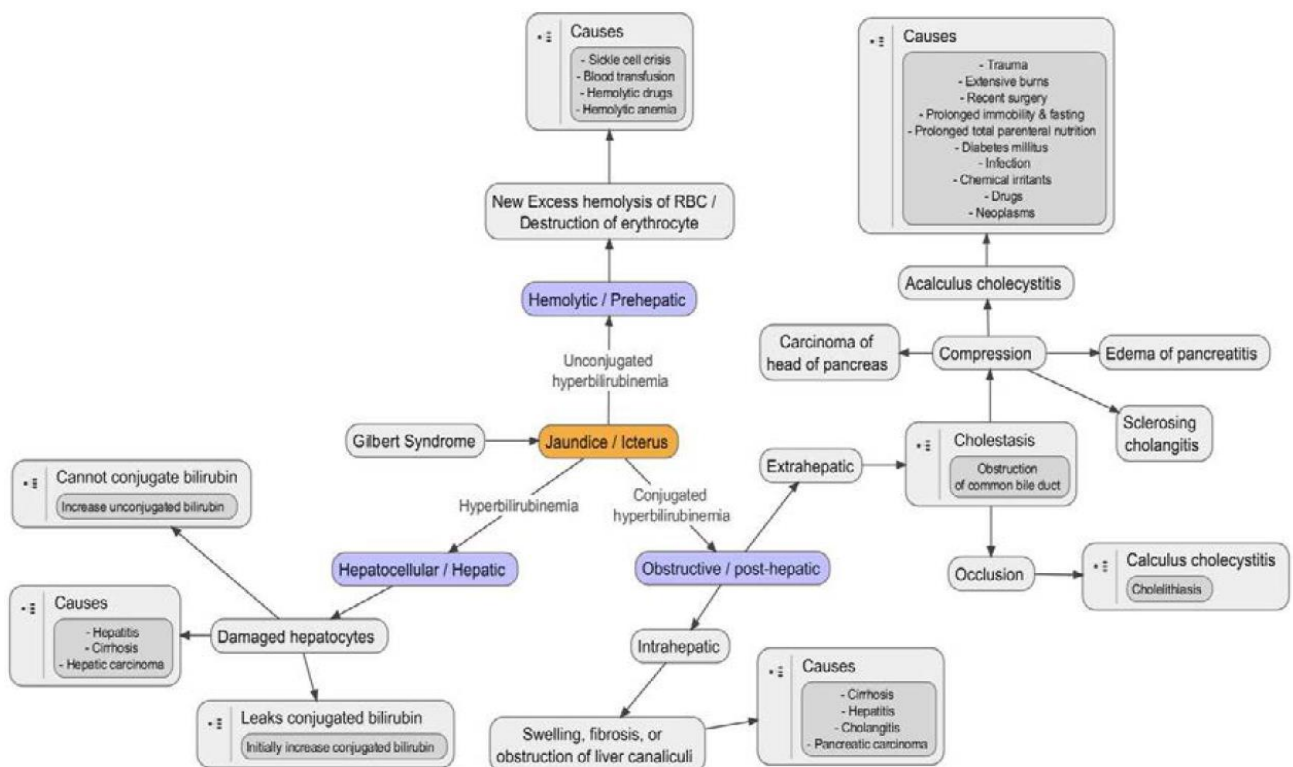 Causes
- Sickle cell crisis
- Blood transfusion
- Hemolytic drugs
- Hemolytic anemia
Causes
- Trauma
- Extensive burns
- Recent surgery
- Prolonged immobility & fasting
- Prolonged total parenteral nutrition
- Diabetes millitus
- Infection
- Chemical irritants
- Drugs
- Neoplasms
New Excess hemolysis of RBC /
Destruction of erythrocyte
Acalculus cholecystitis
Hemolytic / Prehepatic
Carcinoma of
head of pancreas
Compression
Edema of pancreatitis
Unconjugated
hyperbilirubinemia
Sclerosing
cholangitis
Gilbert Syndrome
Jaundice / Icterus
Extrahepatic
Cholestasis
Obstruction
of common bile duct
Cannot conjugate bilirubin
Increase unconjugated bilirubin
Hyperbilirubinemia
Conjugated
hyperbilirubinemia
Hepatocellular / Hepatic
Obstructive / post-hepatic
Occlusion
Calculus cholecystitis
Cholelithiasis
Causes
- Hepatitis
- Cirrhosis
- Hepatic carcinoma
Damaged hepatocytes
Intrahepatic
Leaks conjugated bilirubin
Initially increase conjugated bilirubin
Swelling, fibrosis, or
obstruction of liver canaliculi
Causes
- Cirrhosis
- Hepatitis
- Cholangitis
- Pancreatic carcinoma